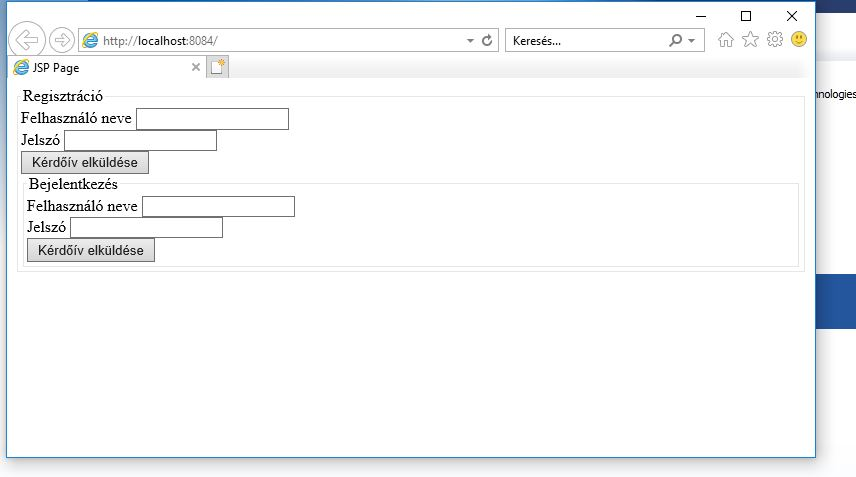 http://localhost:8084/
Keresés...
JSP Page
Regisztráció
Felhasználó neve
Jelszó
Kérdőív elküldése
Bejelentkezés
Felhasználó neve
Jelszó
Kérdőív elküldése